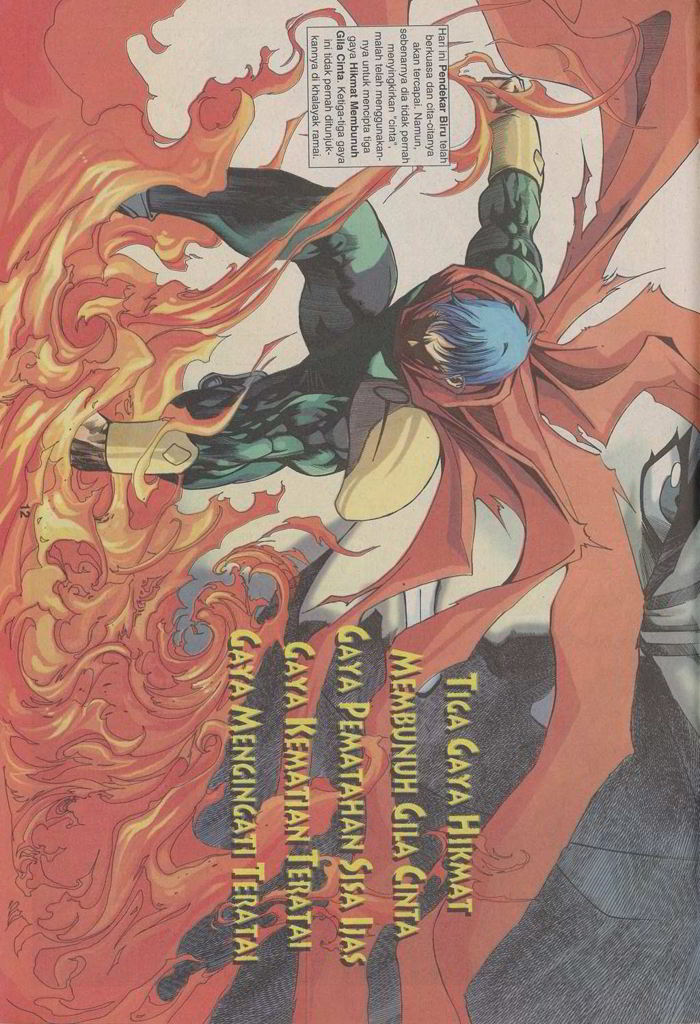 Hari ini Pendekar Biru telah
berkuasa dan cita-citanya
akan tercapai. Namun,
sebenarnya dia tidak pernah
menyingkirkan "cinta"
malah telah menggunakan-
nya untuk mencipta tiga
gaya Hikmat Membunuh
Gila Cinta. Ketiga-tiga gaya
ini tidak pernah ditunjuk-
kannya di khalayak ramai.
TIGA GAYA HIKMAT
MEMBUNUH GILA CINTA
GAYA PEMATAHAN SISA IJAS
GAYA KEMATIAN TERATAI
GAYA MENGINGATI TERATAI
12